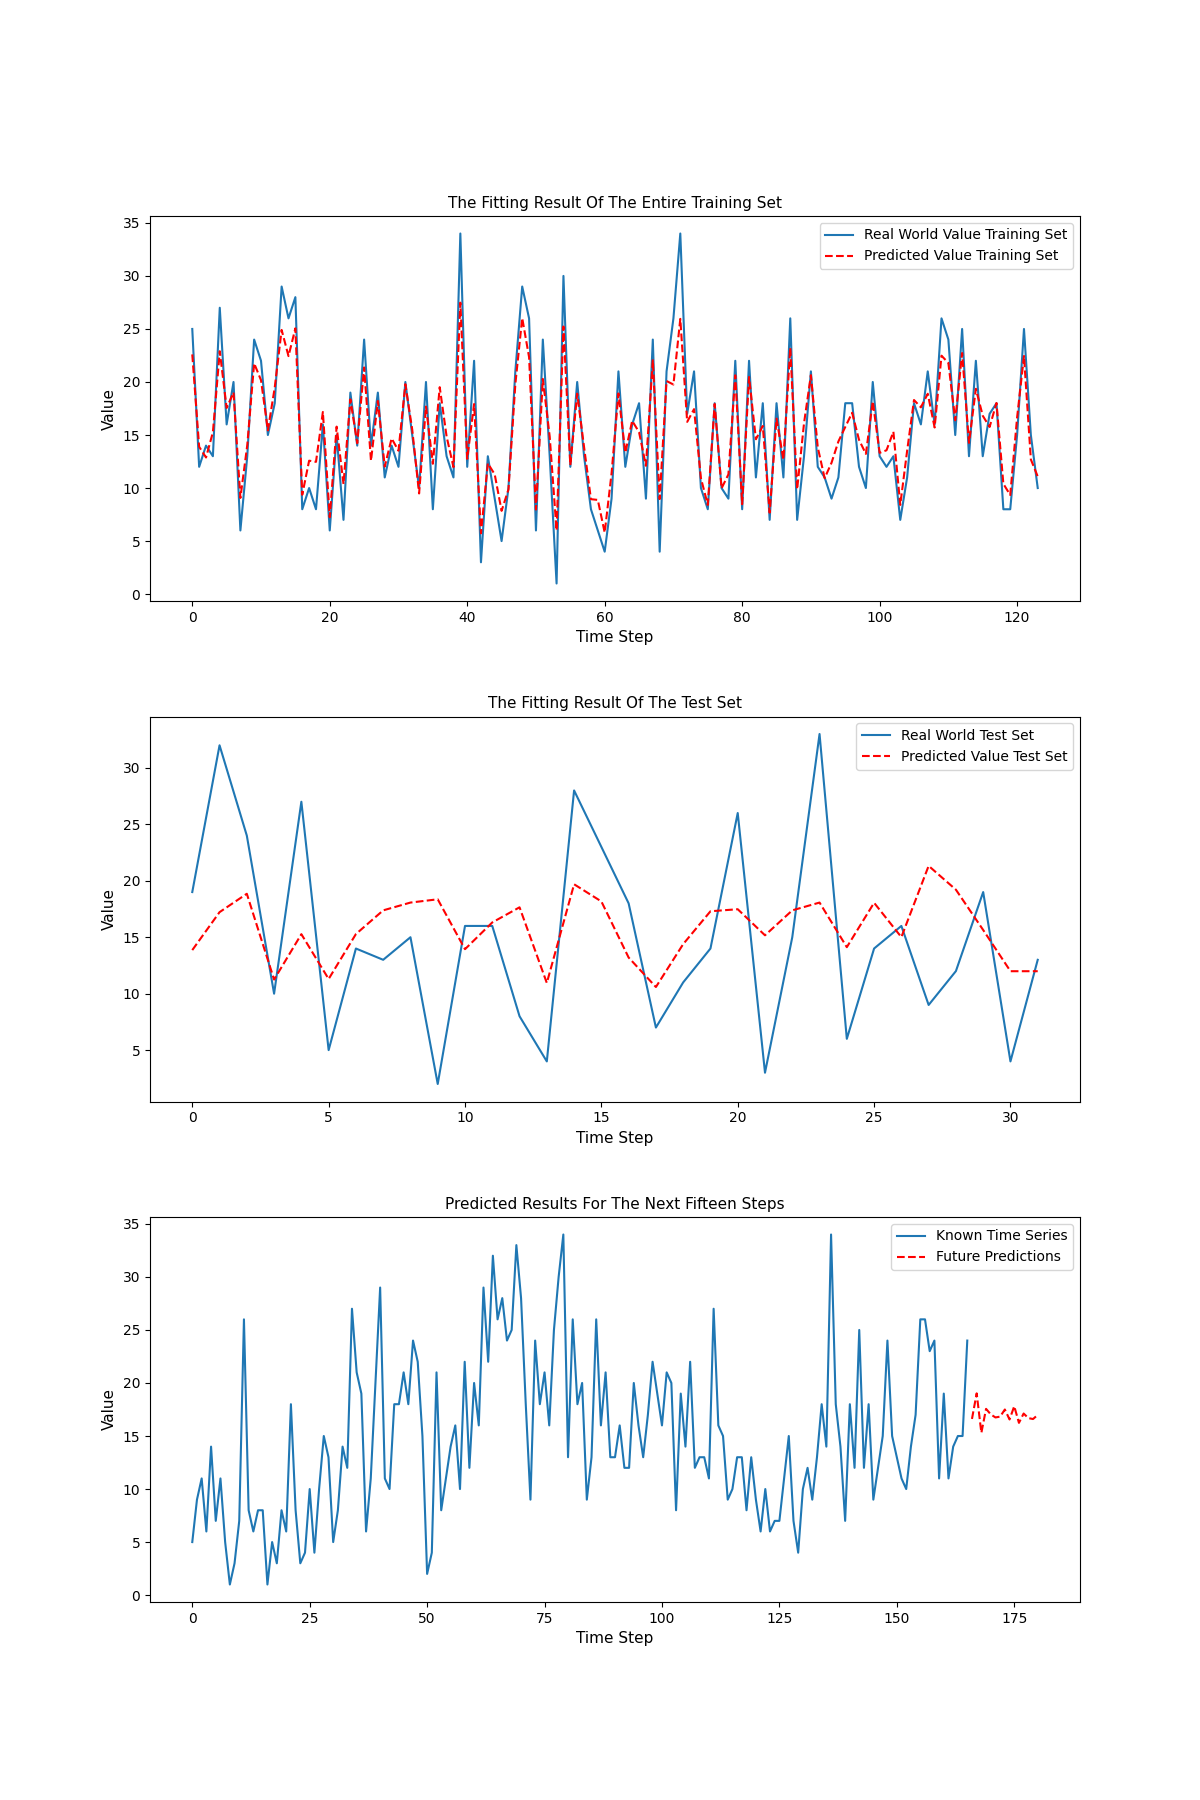 The Fitting Result Of The Entire Training Set
35
30
25
20
15
10
5
0
Value
Real World Value Training Set
Predicted Value Training Set
0 20 40 60 80 100 120
Time Step
The Fitting Result Of The Test Set
30
25
20
15
10
5
Value
Real World Test Set
Predicted Value Test Set
0 5 10 15 20 25 30
Time Step
Predicted Results For The Next Fifteen Steps
35
30
25
20
15
10
5
0
Value
Known Time Series
Future Predictions
0 25 50 75 100 125 150 175
Time Step